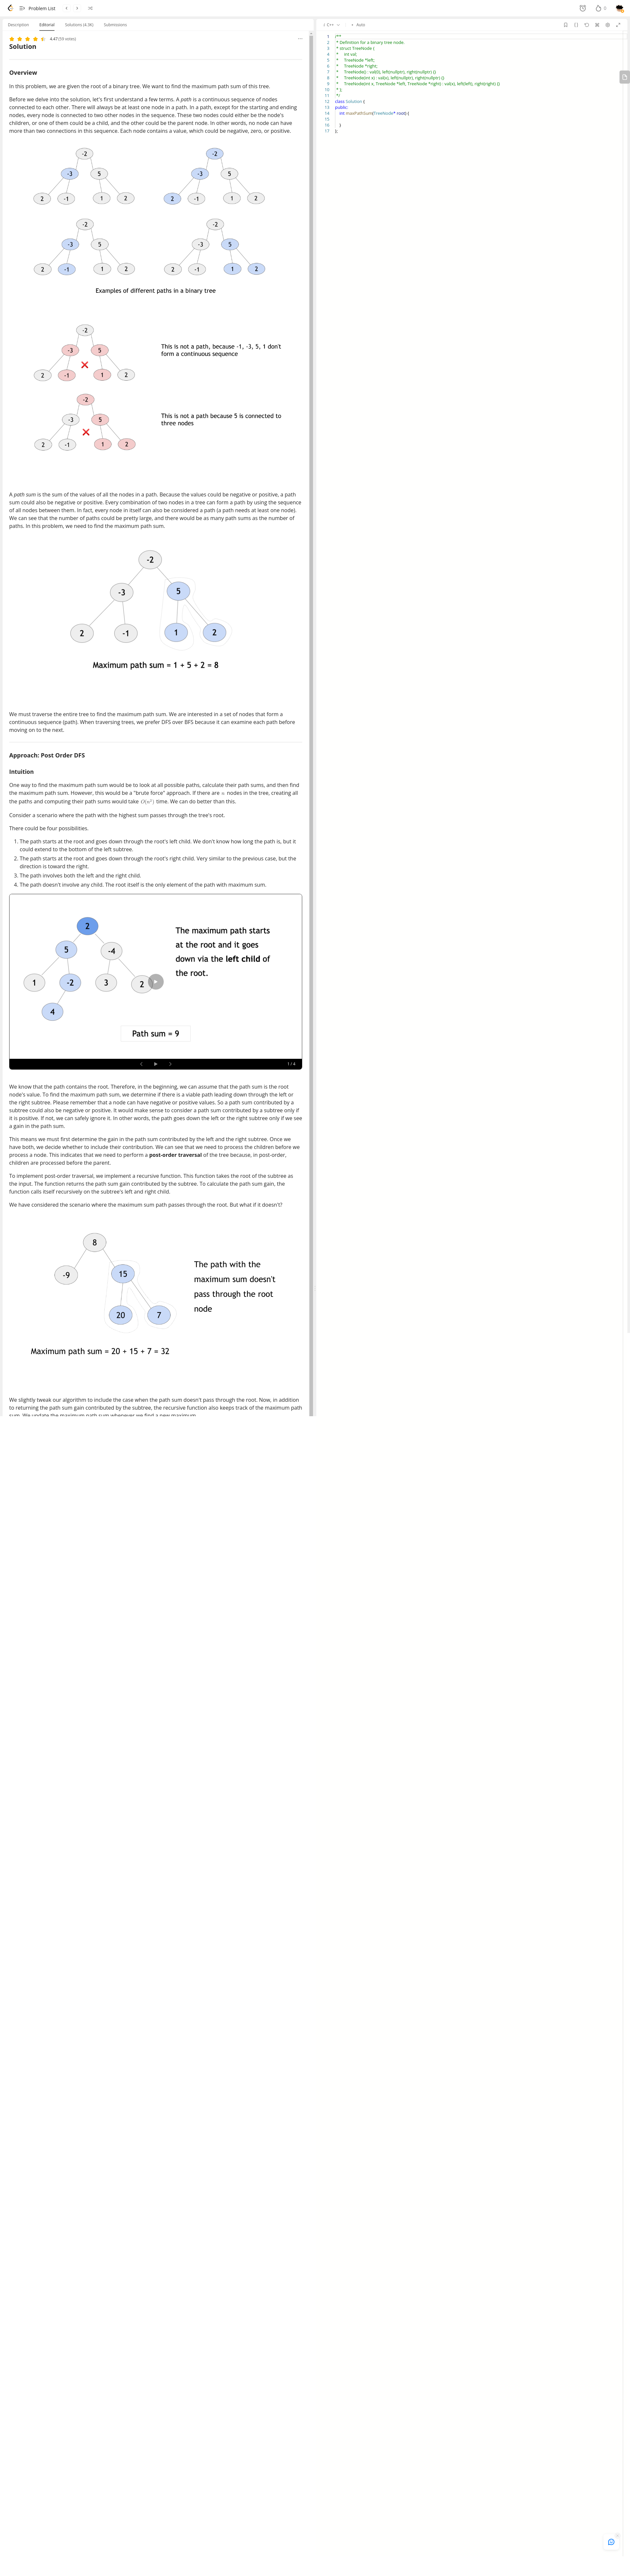 Problem List
0
Description
Editorial
Solutions (4.3K)
Submissions
4.47 (59 votes)
Solution
Overview
In this problem, we are given the root of a binary tree. We want to find the maximum path sum of this tree.
Before we delve into the solution, let's first understand a few terms. A path is a continuous sequence of nodes
connected to each other. There will always be at least one node in a path. In a path, except for the starting and ending
nodes, every node is connected to two other nodes in the sequence. These two nodes could either be the node's
children, or one of them could be a child, and the other could be the parent node. In other words, no node can have
more than two connections in this sequence. Each node contains a value, which could be negative, zero, or positive.
-2
-3
5
2
-1
1
2
-2
-3
5
2
-1
1
2
-2
-3
5
2
-1
1
2
-2
-3
5
2
-1
1
2
Examples of different paths in a binary tree
-2
-3
5
2
-1
1
2
This is not a path, because -1, -3, 5, 1 don't
form a continuous sequence
-2
-3
5
2
-1
1
2
This is not a path because 5 is connected to
three nodes
A path sum is the sum of the values of all the nodes in a path. Because the values could be negative or positive, a path
sum could also be negative or positive. Every combination of two nodes in a tree can form a path by using the sequence
of all nodes between them. In fact, every node in itself can also be considered a path (a path needs at least one node).
We can see that the number of paths could be pretty large, and there would be as many path sums as the number of
paths. In this problem, we need to find the maximum path sum.
-2
-3
5
2
-1
1
2
Maximum path sum = 1 + 5 + 2 = 8
We must traverse the entire tree to find the maximum path sum. We are interested in a set of nodes that form a
continuous sequence (path). When traversing trees, we prefer DFS over BFS because it can examine each path before
moving on to the next.
Approach: Post Order DFS
Intuition
One way to find the maximum path sum would be to look at all possible paths, calculate their path sums, and then find
the maximum path sum. However, this would be a "brute force" approach. If there are n nodes in the tree, creating all
the paths and computing their path sums would take O(n²) time. We can do better than this.
Consider a scenario where the path with the highest sum passes through the tree's root.
There could be four possibilities.
1. The path starts at the root and goes down through the root's left child. We don't know how long the path is, but it
could extend to the bottom of the left subtree.
2. The path starts at the root and goes down through the root's right child. Very similar to the previous case, but the
direction is toward the right.
3. The path involves both the left and the right child.
4. The path doesn't involve any child. The root itself is the only element of the path with maximum sum.
2
5
-4
1
-2
3
2
4
The maximum path starts
at the root and it goes
down via the left child of
the root.
Path sum = 9
1 / 4
We know that the path contains the root. Therefore, in the beginning, we can assume that the path sum is the root
node's value. To find the maximum path sum, we determine if there is a viable path leading down through the left or
the right subtree. Please remember that a node can have negative or positive values. So a path sum contributed by a
subtree could also be negative or positive. It would make sense to consider a path sum contributed by a subtree only if
it is positive. If not, we can safely ignore it. In other words, the path goes down the left or the right subtree only if we see
a gain in the path sum.
This means we must first determine the gain in the path sum contributed by the left and the right subtree. Once we
have both, we decide whether to include their contribution. We can see that we need to process the children before we
process a node. This indicates that we need to perform a post-order traversal of the tree because, in post-order,
children are processed before the parent.
To implement post-order traversal, we implement a recursive function. This function takes the root of the subtree as
the input. The function returns the path sum gain contributed by the subtree. To calculate the path sum gain, the
function calls itself recursively on the subtree's left and right child.
We have considered the scenario where the maximum sum path passes through the root. But what if it doesn't?
8
-9
15
20
7
The path with the
maximum sum doesn't
pass through the root
node
Maximum path sum = 20 + 15 + 7 = 32
We slightly tweak our algorithm to include the case when the path sum doesn't pass through the root. Now, in addition
to returning the path sum gain contributed by the subtree, the recursive function also keeps track of the maximum path
sum. We update the maximum path sum whenever we find a new maximum.
C++
Auto
1 /**
2 * Definition for a binary tree node.
3 * struct TreeNode {
4 * int val;
5 * TreeNode *left;
6 * TreeNode *right;
7 * TreeNode() : val(0), left(nullptr), right(nullptr) {}
8 * TreeNode(int x) : val(x), left(nullptr), right(nullptr) {}
9 * TreeNode(int x, TreeNode *left, TreeNode *right) : val(x), left(left), right(right) {}
10 * };
11 */
12 class Solution {
13 public:
14 int maxPathSum(TreeNode* root) {
15
16 }
17 };